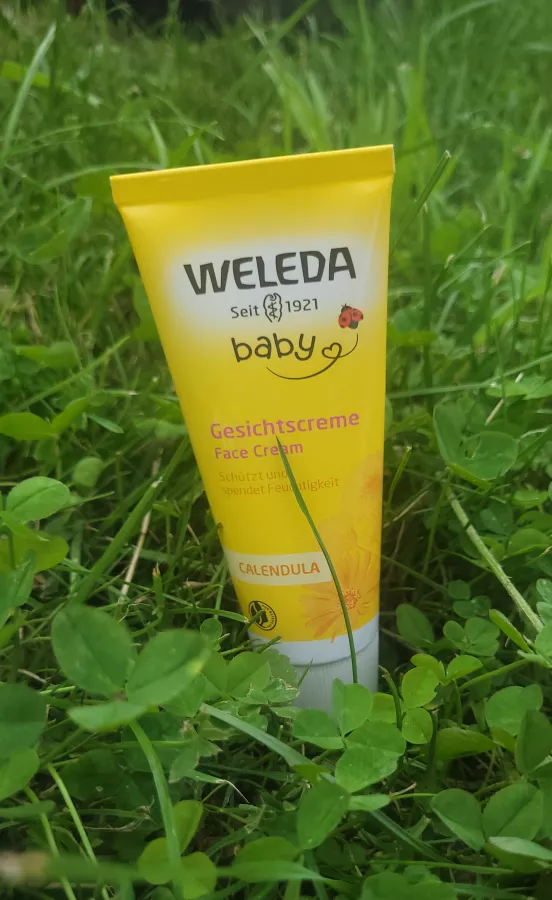 WELEDA
Seit 1921
baby
Gesichtscreme
Face Cream
Schützt und
spendet Feuchtigkeit
CALENDULA